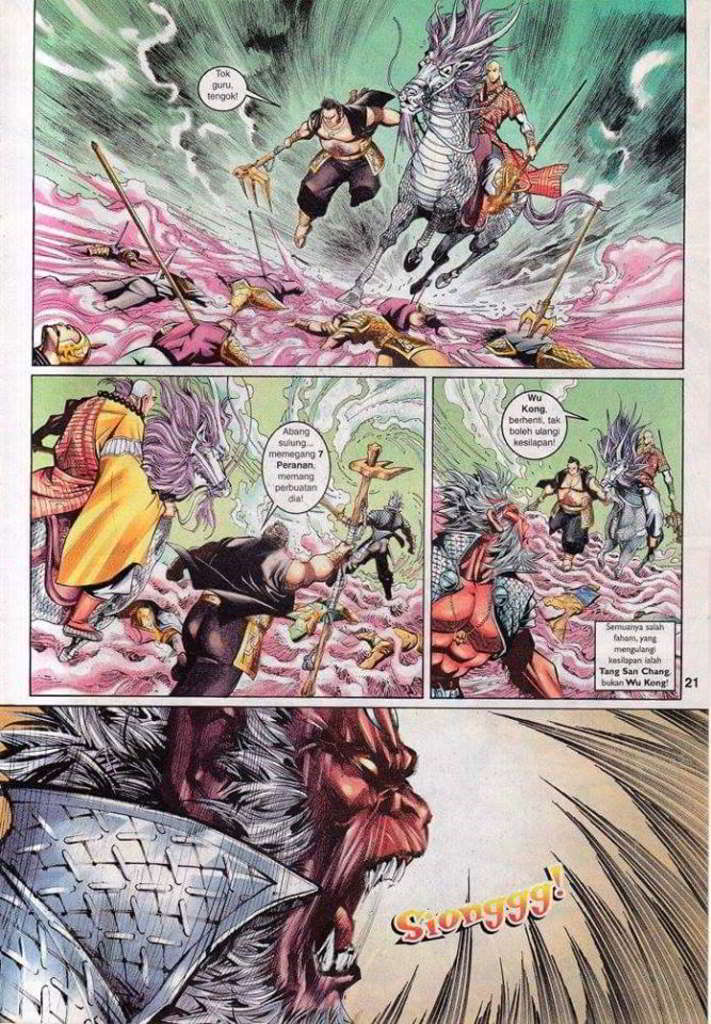 Tok
guru,
tengok!
Abang
sulung...
memegang 7
Peranan,
memang
perbuatan
dia!
Wu
Kong,
berhenti, tak
boleh ulangi
kesilapan!
Semuanya salah
faham, yang
mengulangi
kesilapan ialah
Tang San Chang,
bukan Wu Kong!
21
Sionggg!